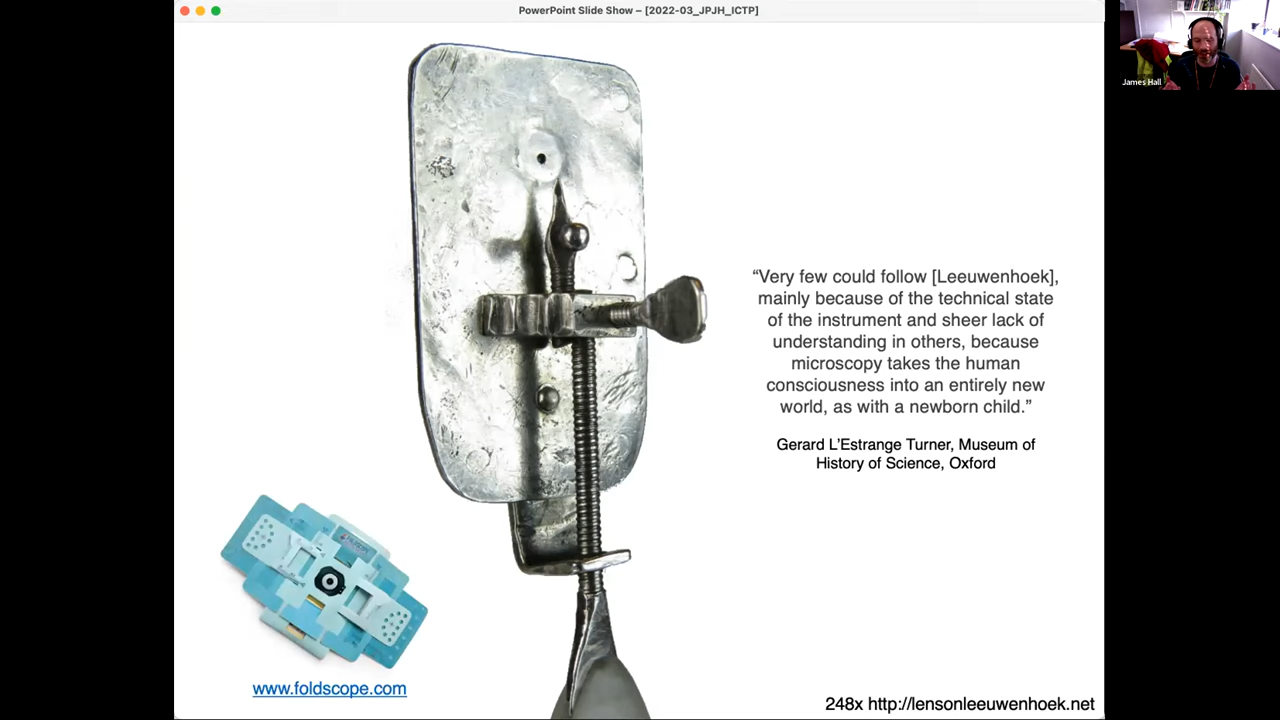 PowerPoint Slide Show – [2022-03_JPJH_ICTP]
James Hall
“Very few could follow [Leeuwenhoek],
mainly because of the technical state
of the instrument and sheer lack of
understanding in others, because
microscopy takes the human
consciousness into an entirely new
world, as with a newborn child.”
Gerard L’Estrange Turner, Museum of
History of Science, Oxford
FOLDSCOPE
www.foldscope.com
248x http://lensonleeuwenhoek.net